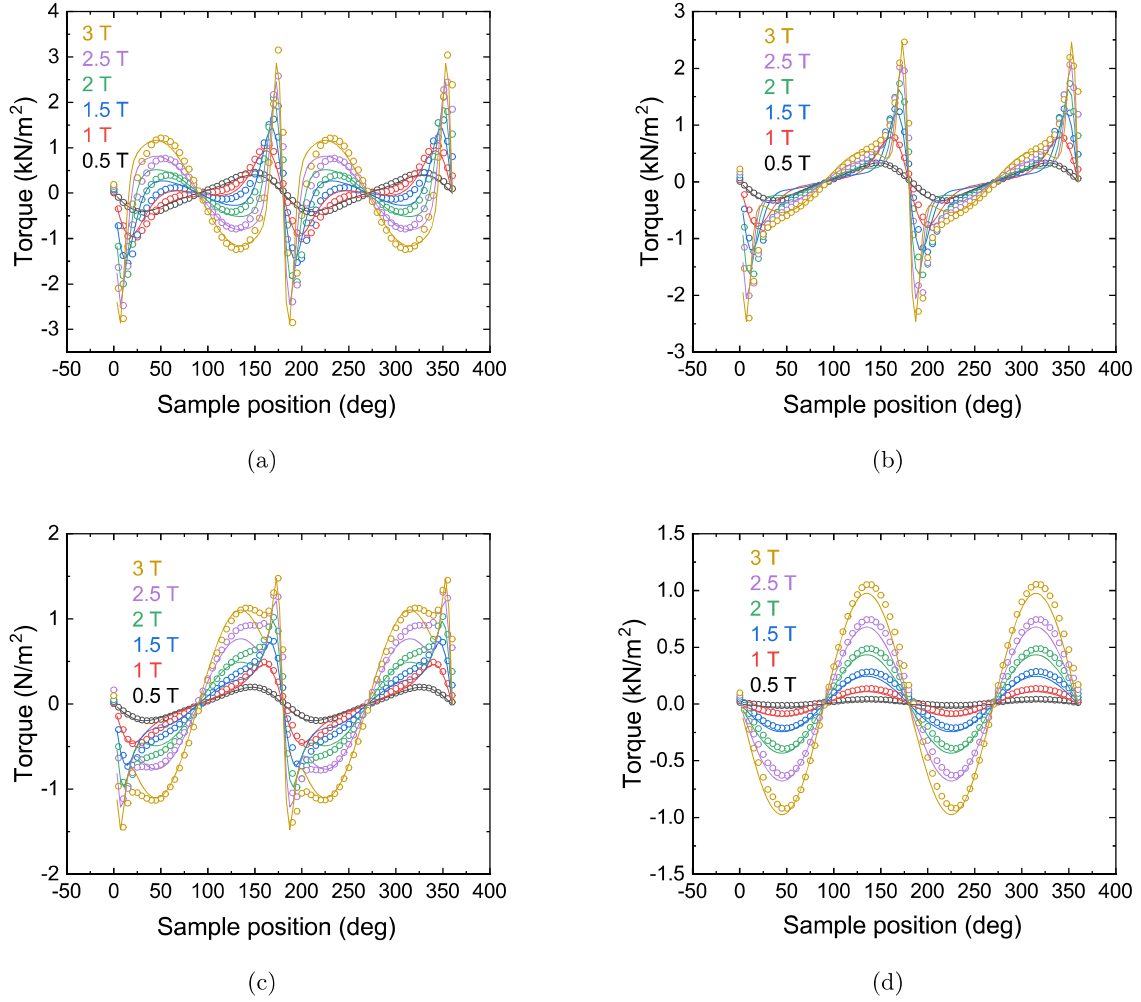 4
3 T
3
2.5 T
2
2 T
1.5 T
1
1 T
0.5 T
0
-1
-2
-3
-50 0 50 100 150 200 250 300 350 400
Torque (kN/m²)
Sample position (deg)
(a)
3
3 T
2.5 T
2
2 T
1.5 T
1
1 T
0.5 T
0
-1
-2
-3
-50 0 50 100 150 200 250 300 350 400
Torque (kN/m²)
Sample position (deg)
(b)
2
3 T
2.5 T
1
2 T
1.5 T
1 T
0.5 T
0
-1
-2
-50 0 50 100 150 200 250 300 350 400
Torque (N/m²)
Sample position (deg)
(c)
1.5
3 T
2.5 T
1.0
2 T
1.5 T
0.5
1 T
0.5 T
0.0
-0.5
-1.0
-1.5
-50 0 50 100 150 200 250 300 350 400
Torque (kN/m²)
Sample position (deg)
(d)